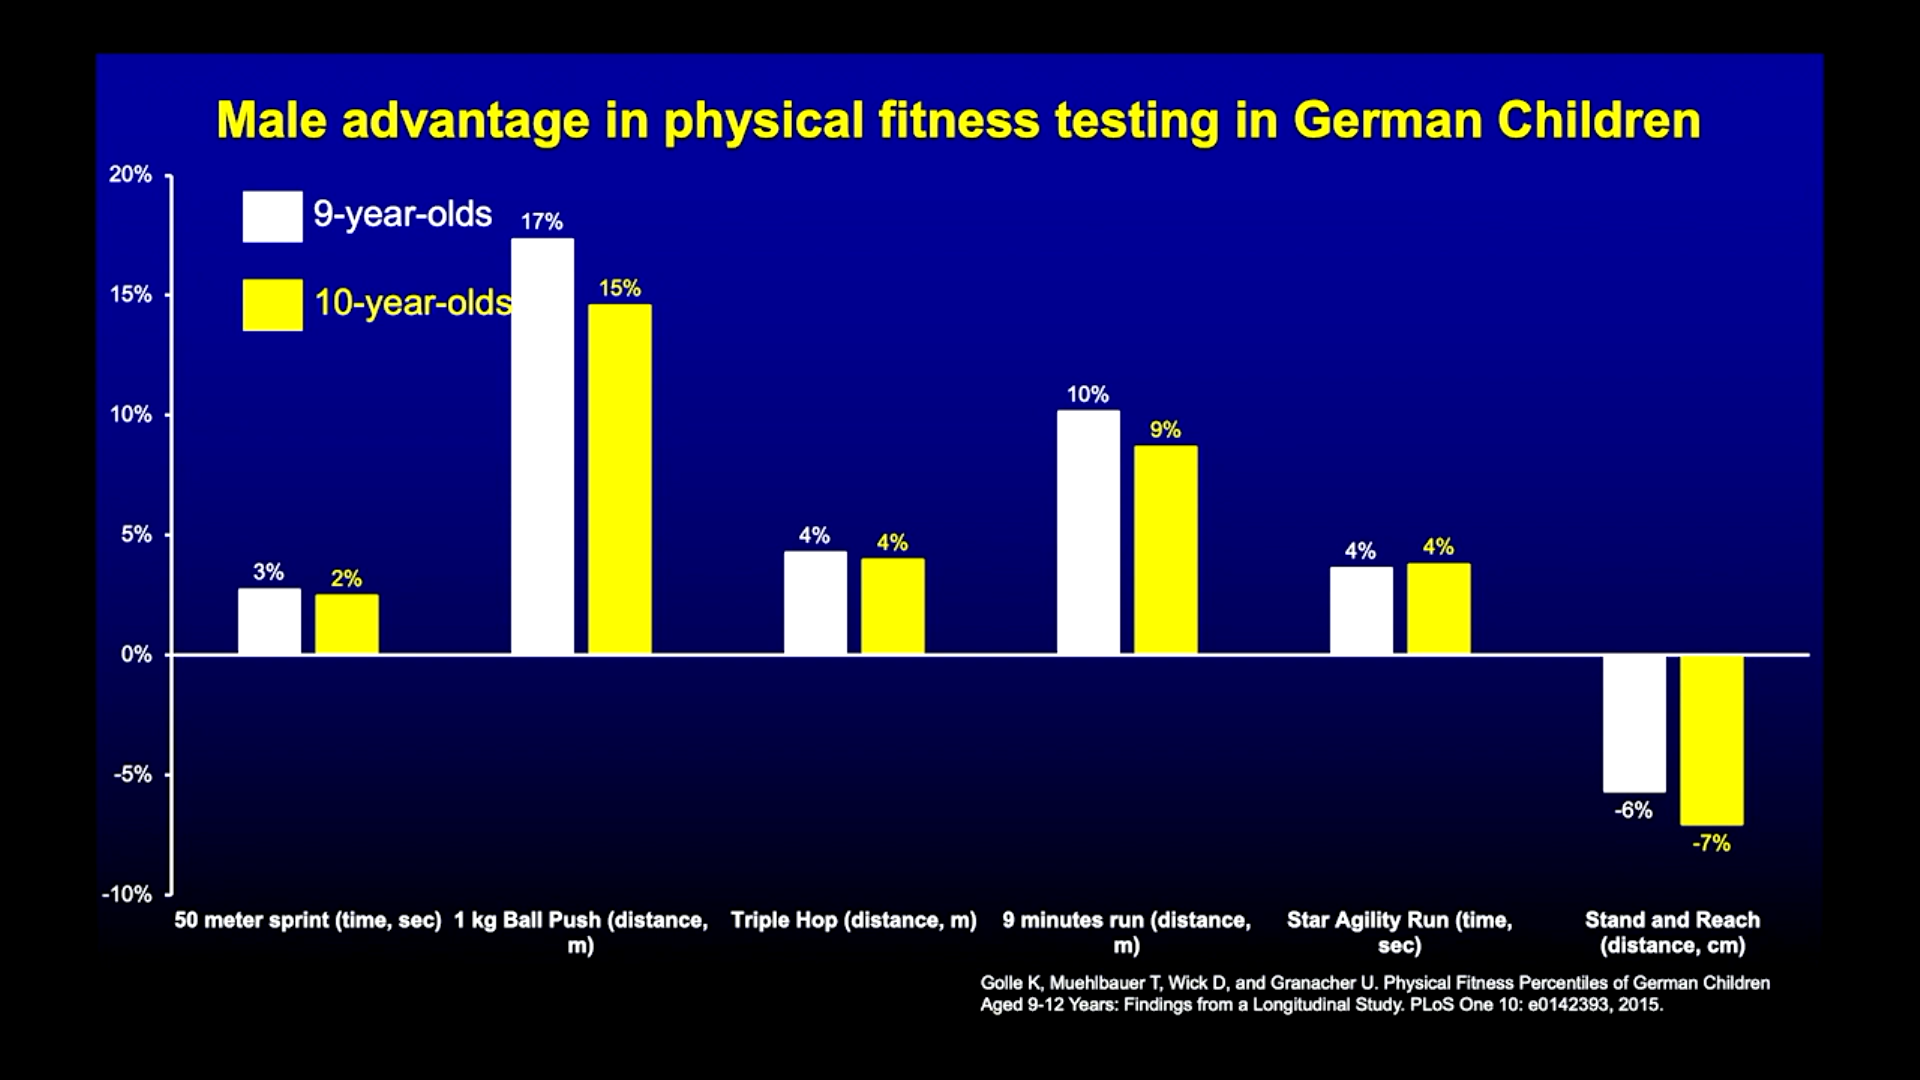 Male advantage in physical fitness testing in German Children
20%
15%
10%
5%
0%
-5%
-10%
9-year-olds
10-year-olds
3%
2%
17%
15%
4%
4%
10%
9%
4%
4%
-6%
-7%
50 meter sprint (time, sec)
1 kg Ball Push (distance,
m)
Triple Hop (distance, m)
9 minutes run (distance,
m)
Star Agility Run (time,
sec)
Stand and Reach
(distance, cm)
Golle K, Muehlbauer T, Wick D, and Granacher U. Physical Fitness Percentiles of German Children
Aged 9-12 Years: Findings from a Longitudinal Study. PLoS One 10: e0142393, 2015.